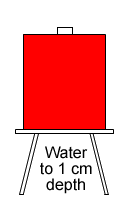 Water
to 1 cm
depth